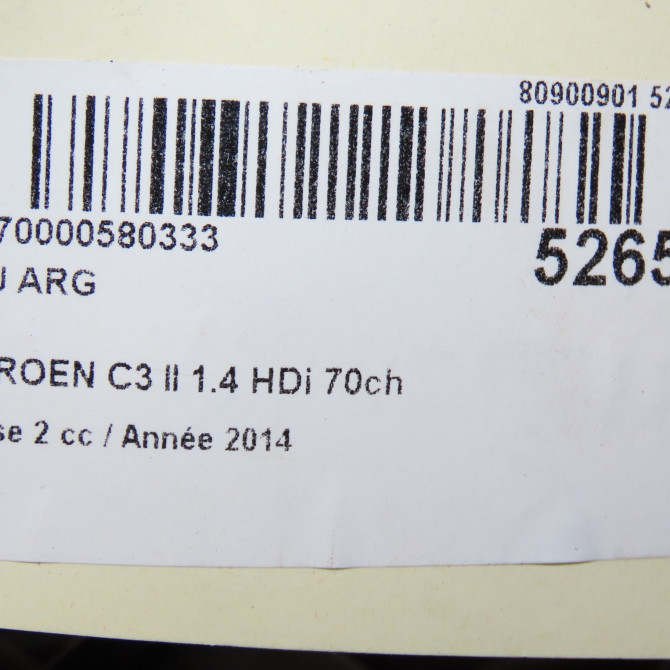 80900901 52
70000580333
5265
U ARG
ROEN C3 II 1.4 HDi 70ch
se 2 cc / Année 2014